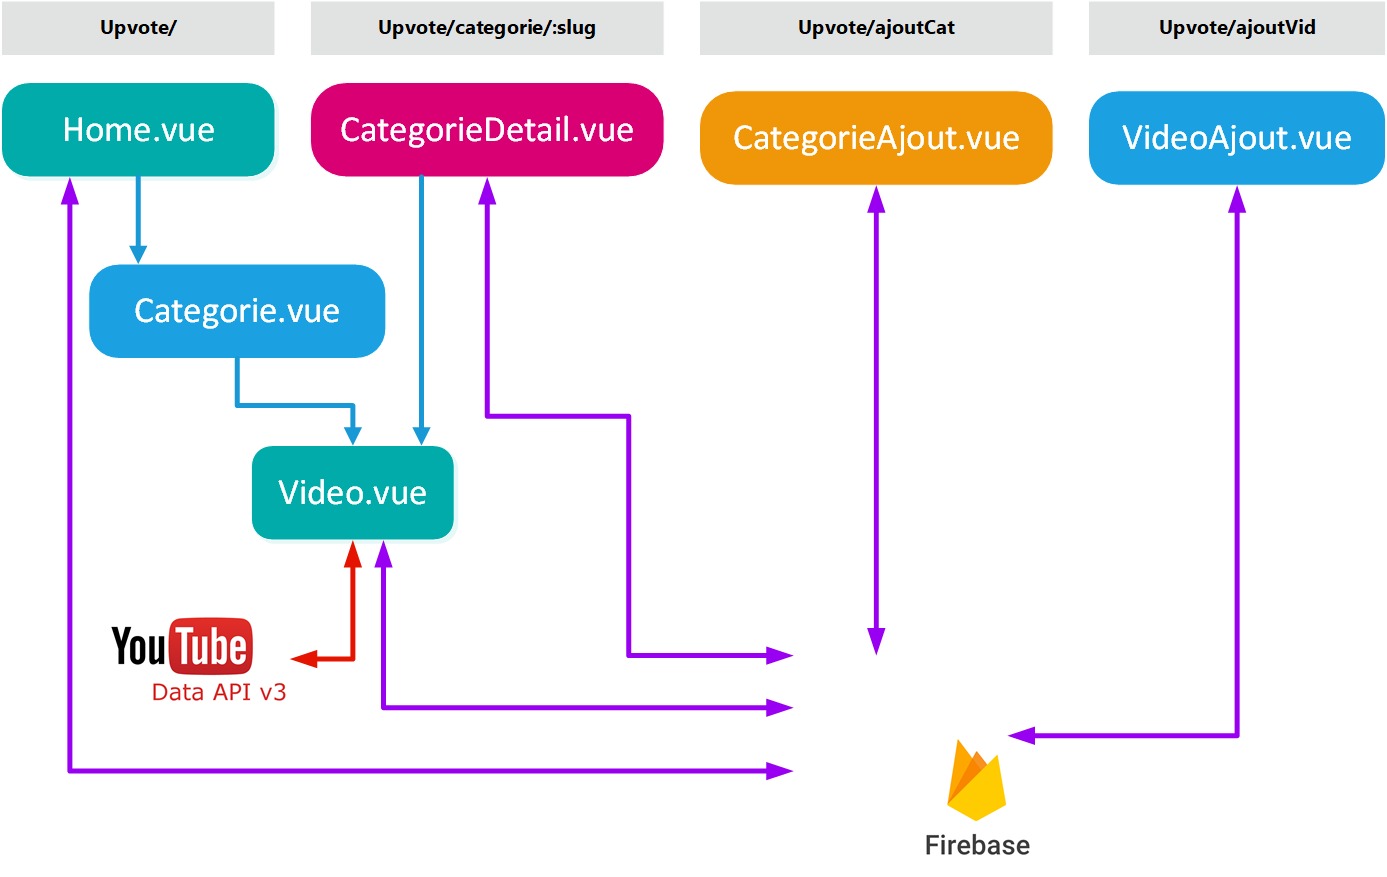 Upvote/
Upvote/categorie/:slug
Upvote/ajoutCat
Upvote/ajoutVid
Home.vue
CategorieDetail.vue
CategorieAjout.vue
VideoAjout.vue
Categorie.vue
Video.vue
YouTube
Data API v3
Firebase